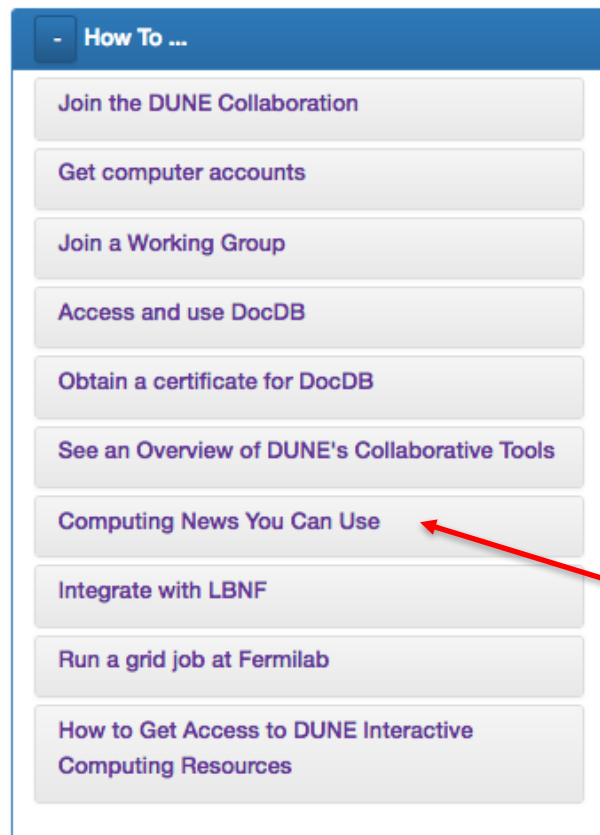 - How To ...
Join the DUNE Collaboration
Get computer accounts
Join a Working Group
Access and use DocDB
Obtain a certificate for DocDB
See an Overview of DUNE's Collaborative Tools
Computing News You Can Use
Integrate with LBNF
Run a grid job at Fermilab
How to Get Access to DUNE Interactive
Computing Resources